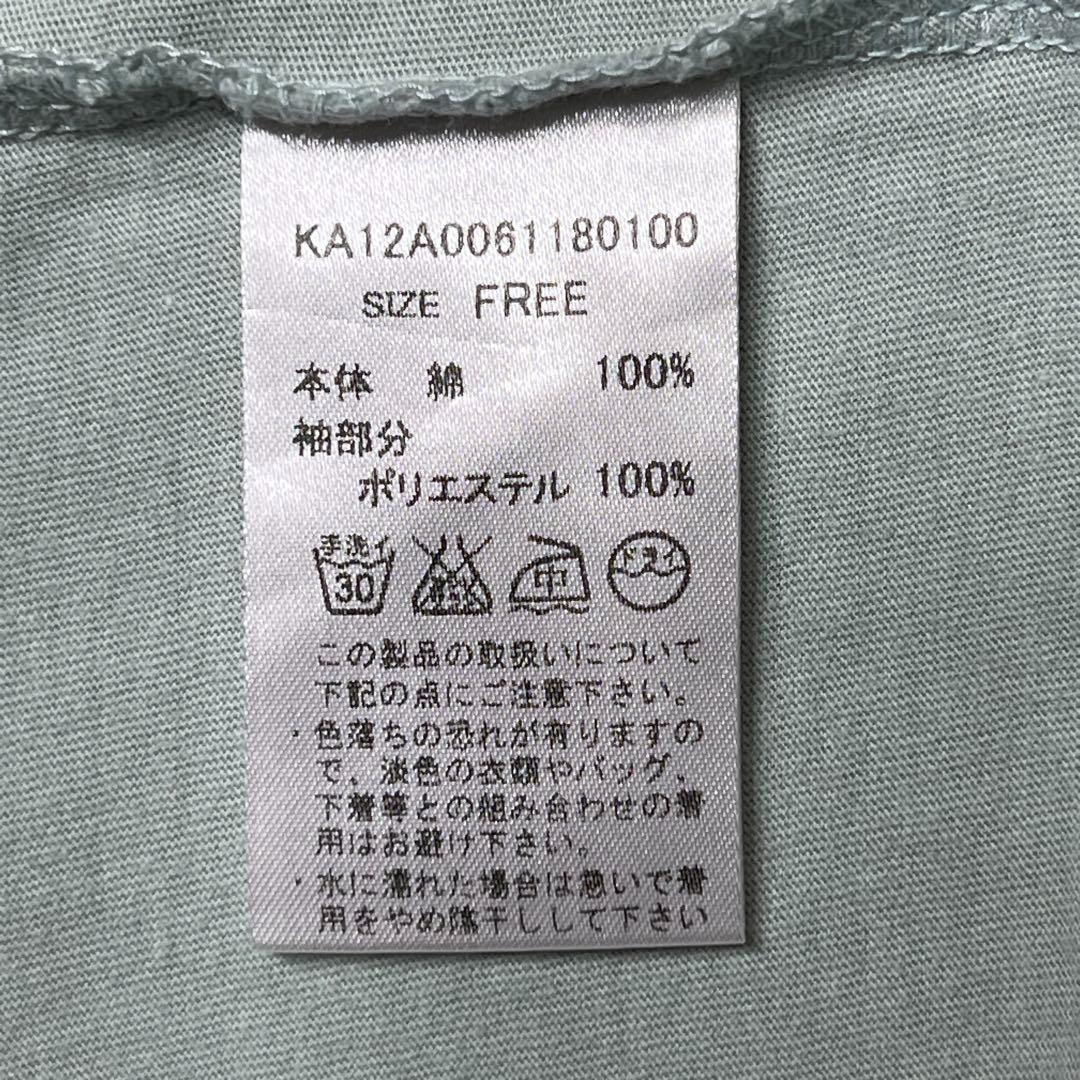 KA12A0061180100
SIZE FREE
本体 綿 100%
袖部分
ポリエステル 100%
手洗イ
30
中
ドライ
この製品の取扱いについて
下記の点にご注意下さい。
・色落ちの恐れが有りますの
で、淡色の衣類やバッグ、
下着等との組み合わせの着
用はお避け下さい。
・水に濡れた場合は急いで着
用をやめ陰干しして下さい